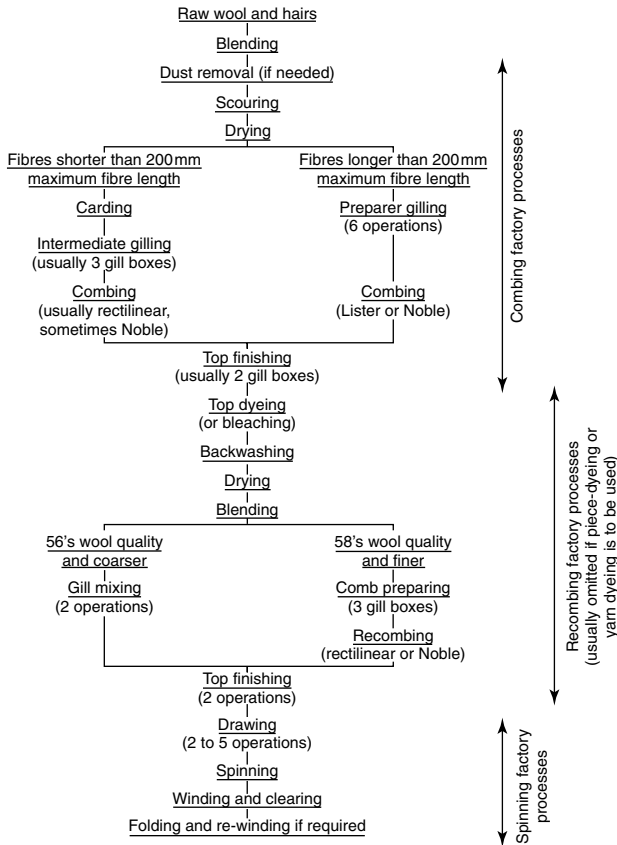 Raw wool and hairs
Blending
Dust removal (if needed)
Scouring
Drying
Fibres shorter than 200 mm
maximum fibre length
Carding
Intermediate gilling
(usually 3 gill boxes)
Combing
(usually rectilinear,
sometimes Noble)
Fibres longer than 200 mm
maximum fibre length
Preparer gilling
(6 operations)
Combing
(Lister or Noble)
Top finishing
(usually 2 gill boxes)
Combing factory processes
Top dyeing
(or bleaching)
Backwashing
Drying
Blending
56's wool quality
and coarser
Gill mixing
(2 operations)
58's wool quality
and finer
Comb preparing
(3 gill boxes)
Recombing
(rectilinear or Noble)
Top finishing
(2 operations)
Recombing factory processes
(usually omitted if piece-dyeing or
yarn dyeing is to be used)
Drawing
(2 to 5 operations)
Spinning
Winding and clearing
Folding and re-winding if required
Spinning factory
processes